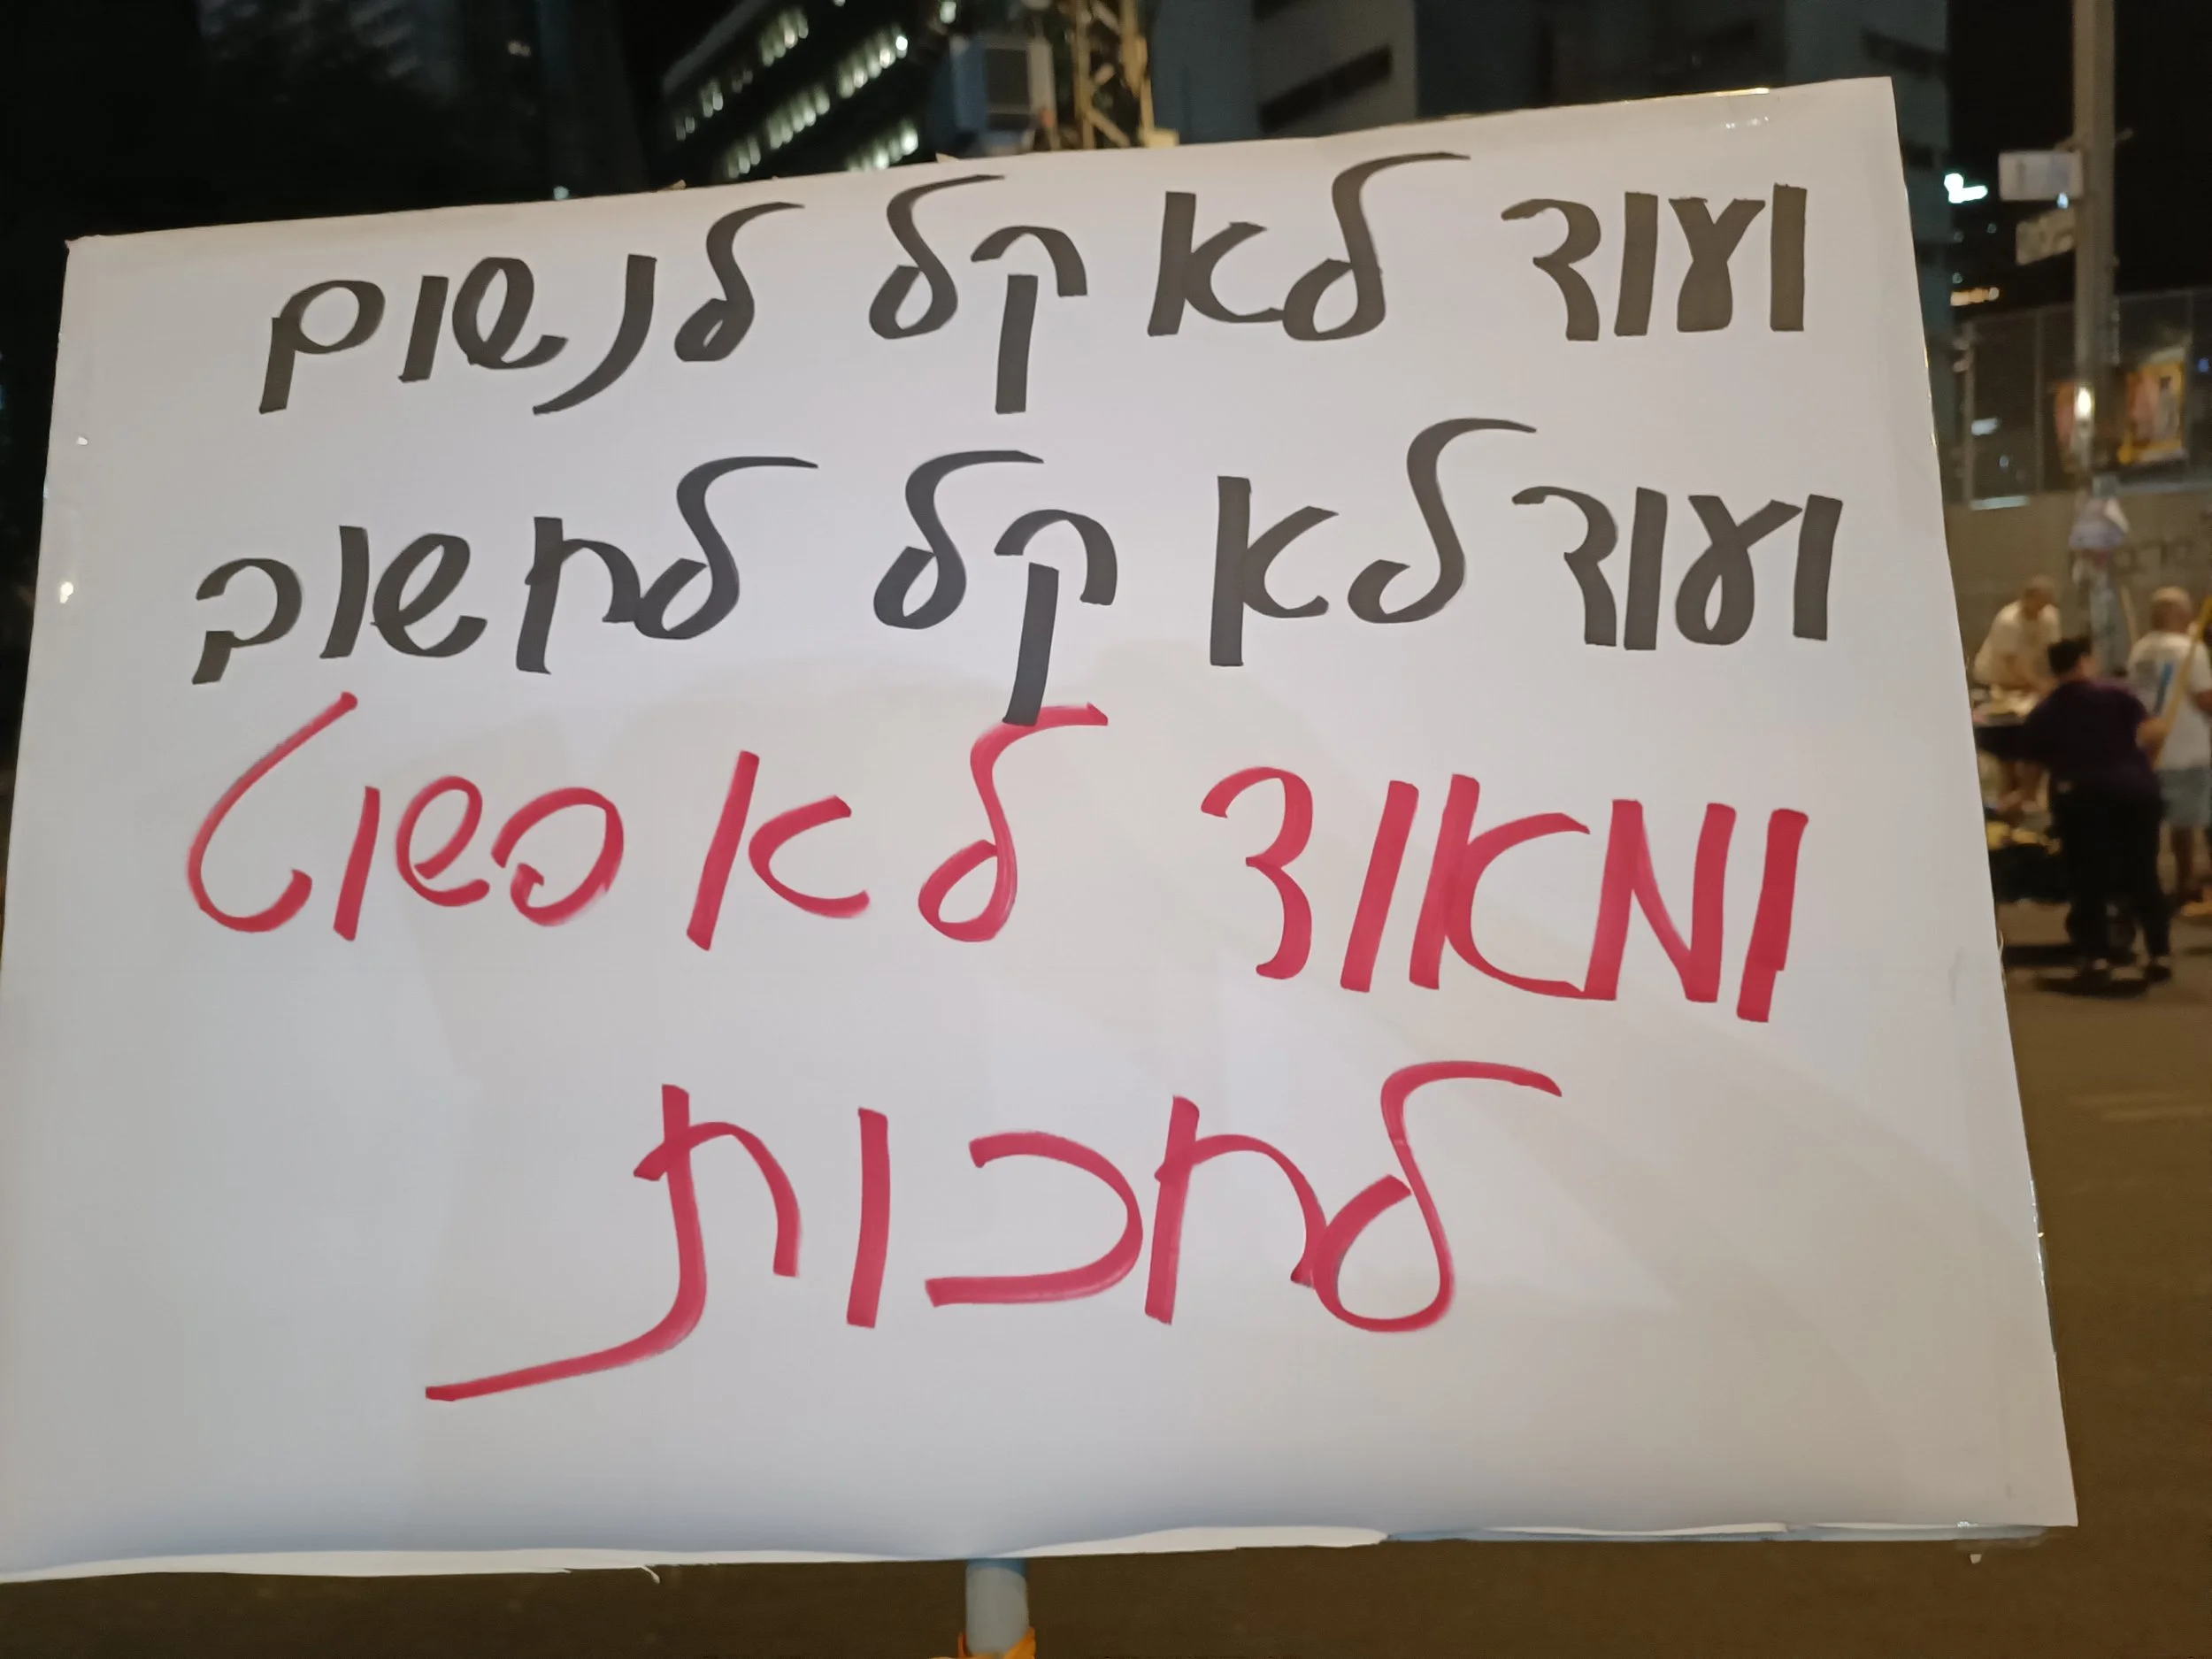 ועוד לא קל לנשום
ועוד לא קל לחשוב
ומאוד לא פשוט
לחכות